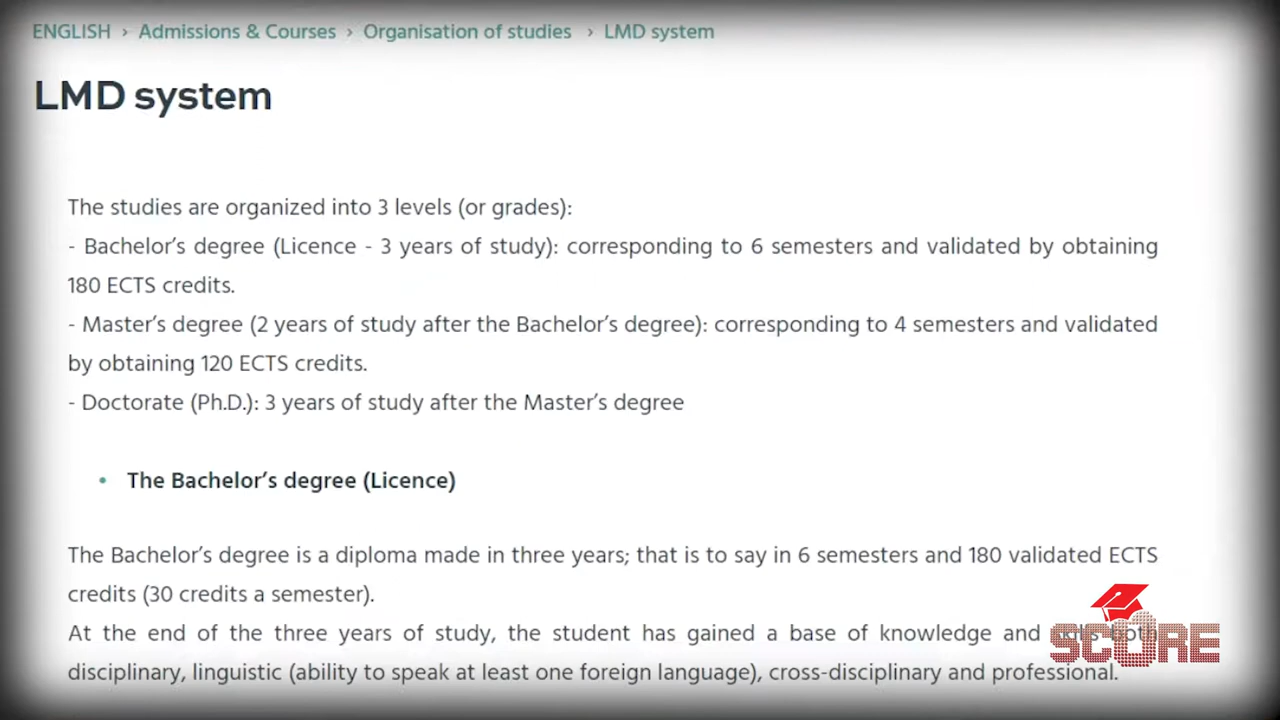 ENGLISH › Admissions & Courses › Organisation of studies › LMD system
LMD system
The studies are organized into 3 levels (or grades):
- Bachelor’s degree (Licence - 3 years of study): corresponding to 6 semesters and validated by obtaining
180 ECTS credits.
- Master’s degree (2 years of study after the Bachelor’s degree): corresponding to 4 semesters and validated
by obtaining 120 ECTS credits.
- Doctorate (Ph.D.): 3 years of study after the Master’s degree
• The Bachelor’s degree (Licence)
The Bachelor’s degree is a diploma made in three years; that is to say in 6 semesters and 180 validated ECTS
credits (30 credits a semester).
At the end of the three years of study, the student has gained a base of knowledge and skills both
disciplinary, linguistic (ability to speak at least one foreign language), cross-disciplinary and professional.
SCORE